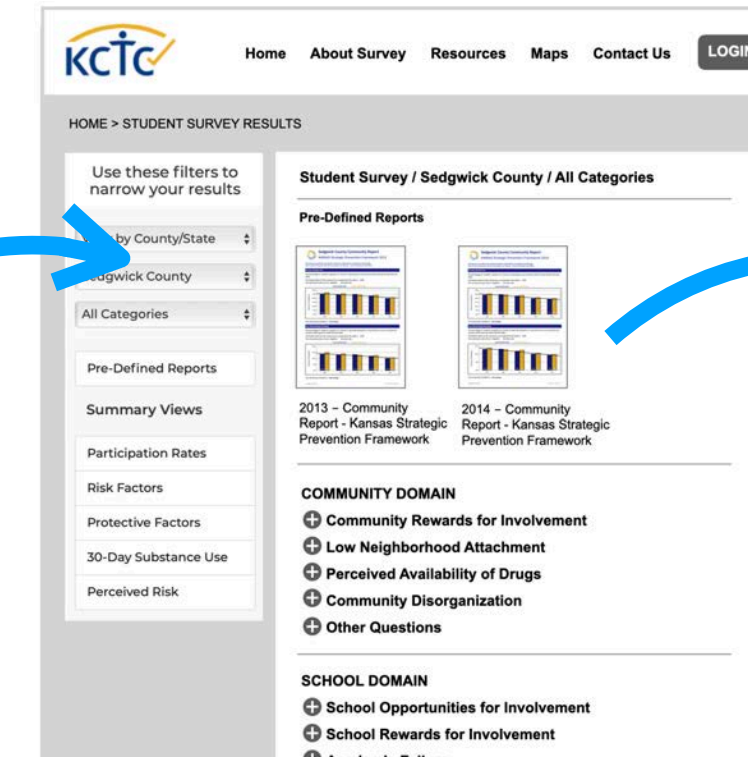 KCTC
Home About Survey Resources Maps Contact Us LOGIN
HOME > STUDENT SURVEY RESULTS
Use these filters to
narrow your results
by County/State
Sedgwick County
All Categories
Pre-Defined Reports
Summary Views
Participation Rates
Risk Factors
Protective Factors
30-Day Substance Use
Perceived Risk
Student Survey / Sedgwick County / All Categories
Pre-Defined Reports
2013 – Community
Report - Kansas Strategic
Prevention Framework
2014 – Community
Report - Kansas Strategic
Prevention Framework
COMMUNITY DOMAIN
Community Rewards for Involvement
Low Neighborhood Attachment
Perceived Availability of Drugs
Community Disorganization
Other Questions
SCHOOL DOMAIN
School Opportunities for Involvement
School Rewards for Involvement